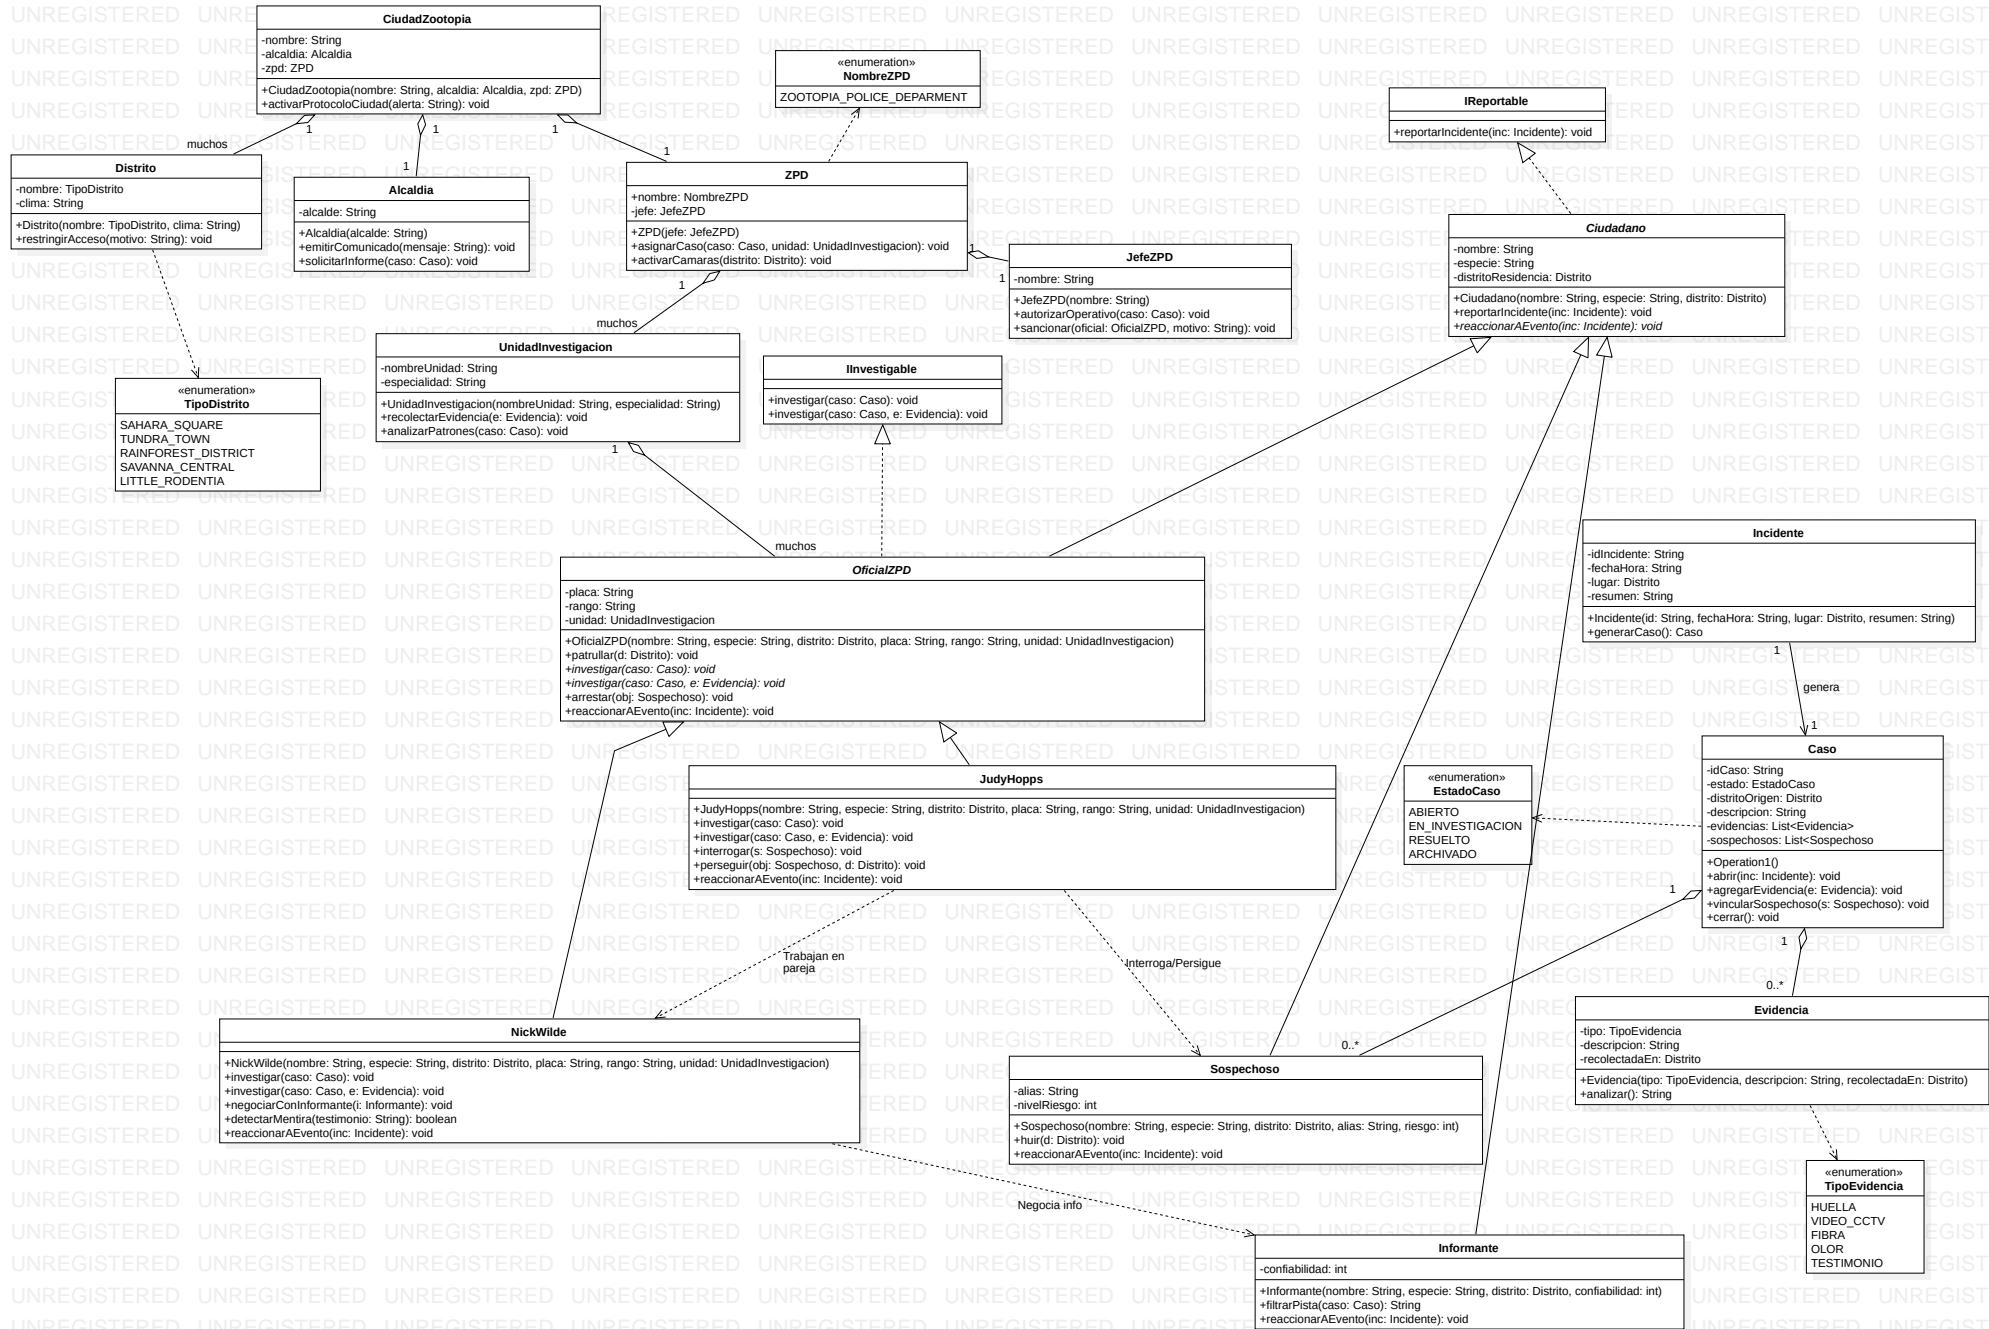 CiudadZootopia
-nombre: String
-alcaldia: Alcaldia
-zpd: ZPD
+CiudadZootopia(nombre: String, alcaldia: Alcaldia, zpd: ZPD)
+activarProtocoloCiudad(alerta: String): void
«enumeration»
NombreZPD
ZOOTOPIA_POLICE_DEPARMENT
IReportable
+reportarIncidente(inc: Incidente): void
1
1
1
muchos
1
1
Distrito
-nombre: TipoDistrito
-clima: String
+Distrito(nombre: TipoDistrito, clima: String)
+restringirAcceso(motivo: String): void
Alcaldia
-alcalde: String
+Alcaldia(alcalde: String)
+emitirComunicado(mensaje: String): void
+solicitarInforme(caso: Caso): void
ZPD
+nombre: NombreZPD
-jefe: JefeZPD
+ZPD(jefe: JefeZPD)
+asignarCaso(caso: Caso, unidad: UnidadInvestigacion): void
+activarCamaras(distrito: Distrito): void
1
1
JefeZPD
-nombre: String
+JefeZPD(nombre: String)
+autorizarOperativo(caso: Caso): void
+sancionar(oficial: OficialZPD, motivo: String): void
Ciudadano
-nombre: String
-especie: String
-distritoResidencia: Distrito
+Ciudadano(nombre: String, especie: String, distrito: Distrito)
+reportarIncidente(inc: Incidente): void
+reaccionarAEvento(inc: Incidente): void
1
muchos
UnidadInvestigacion
-nombreUnidad: String
-especialidad: String
+UnidadInvestigacion(nombreUnidad: String, especialidad: String)
+recolectarEvidencia(e: Evidencia): void
+analizarPatrones(caso: Caso): void
IInvestigable
+investigar(caso: Caso): void
+investigar(caso: Caso, e: Evidencia): void
«enumeration»
TipoDistrito
SAHARA_SQUARE
TUNDRA_TOWN
RAINFOREST_DISTRICT
SAVANNA_CENTRAL
LITTLE_RODENTIA
1
muchos
OficialZPD
-placa: String
-rango: String
-unidad: UnidadInvestigacion
+OficialZPD(nombre: String, especie: String, distrito: Distrito, placa: String, rango: String, unidad: UnidadInvestigacion)
+patrullar(d: Distrito): void
+investigar(caso: Caso): void
+investigar(caso: Caso, e: Evidencia): void
+arrestar(obj: Sospechoso): void
+reaccionarAEvento(inc: Incidente): void
Incidente
-idIncidente: String
-fechaHora: String
-lugar: Distrito
-resumen: String
+Incidente(id: String, fechaHora: String, lugar: Distrito, resumen: String)
+generarCaso(): Caso
1
genera
1
JudyHopps
+JudyHopps(nombre: String, especie: String, distrito: Distrito, placa: String, rango: String, unidad: UnidadInvestigacion)
+investigar(caso: Caso): void
+investigar(caso: Caso, e: Evidencia): void
+interrogar(s: Sospechoso): void
+perseguir(obj: Sospechoso, d: Distrito): void
+reaccionarAEvento(inc: Incidente): void
«enumeration»
EstadoCaso
ABIERTO
EN_INVESTIGACION
RESUELTO
ARCHIVADO
Caso
-idCaso: String
-estado: EstadoCaso
-distritoOrigen: Distrito
-descripcion: String
-evidencias: List<Evidencia>
-sospechosos: List<Sospechoso
+Operation1()
+abrir(inc: Incidente): void
+agregarEvidencia(e: Evidencia): void
+vincularSospechoso(s: Sospechoso): void
+cerrar(): void
1
1
Trabajan en
pareja
Interroga/Persigue
0..*
0..*
NickWilde
+NickWilde(nombre: String, especie: String, distrito: Distrito, placa: String, rango: String, unidad: UnidadInvestigacion)
+investigar(caso: Caso): void
+investigar(caso: Caso, e: Evidencia): void
+negociarConInformante(i: Informante): void
+detectarMentira(testimonio: String): boolean
+reaccionarAEvento(inc: Incidente): void
Sospechoso
-alias: String
-nivelRiesgo: int
+Sospechoso(nombre: String, especie: String, distrito: Distrito, alias: String, riesgo: int)
+huir(d: Distrito): void
+reaccionarAEvento(inc: Incidente): void
Evidencia
-tipo: TipoEvidencia
-descripcion: String
-recolectadaEn: Distrito
+Evidencia(tipo: TipoEvidencia, descripcion: String, recolectadaEn: Distrito)
+analizar(): String
Negocia info
«enumeration»
TipoEvidencia
HUELLA
VIDEO_CCTV
FIBRA
OLOR
TESTIMONIO
Informante
-confiabilidad: int
+Informante(nombre: String, especie: String, distrito: Distrito, confiabilidad: int)
+filtrarPista(caso: Caso): String
+reaccionarAEvento(inc: Incidente): void
UNREGISTERED